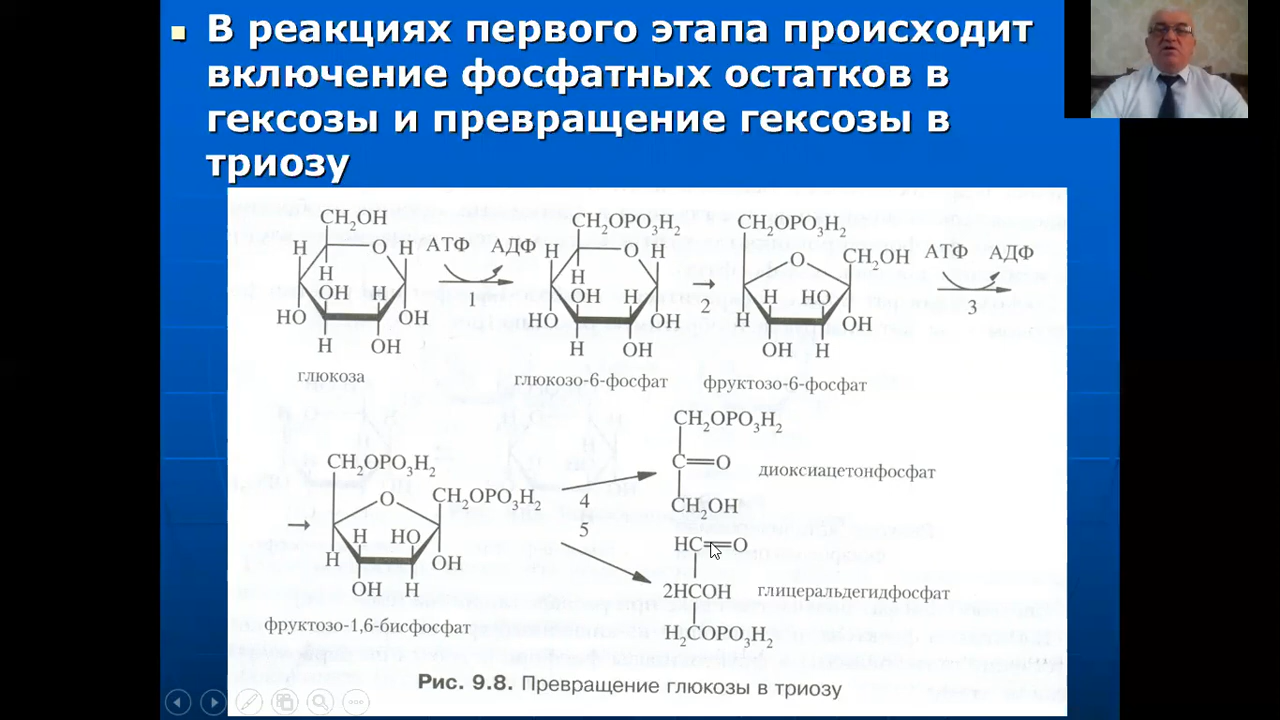 В реакциях первого этапа происходит
включение фосфатных остатков в
гексозы и превращение гексозы в
триозу
CH₂OH
CH₂OPO₃H₂
CH₂OPO₃H₂
H O H АТФ АДФ H O H O CH₂OH АТФ АДФ
H H
OH H 1 OH H 2 H HO 3
HO OH HO OH H OH
H OH H OH OH H
глюкоза глюкозо-6-фосфат фруктозо-6-фосфат
CH₂OPO₃H₂
CH₂OPO₃H₂ C=O диоксиацетонфосфат
O CH₂OPO₃H₂ 4 CH₂OH
5
H HO HC=O
H OH
OH H 2HCOH глицеральдегидфосфат
фруктозо-1,6-бисфосфат H₂COPO₃H₂
Рис. 9.8. Превращение глюкозы в триозу